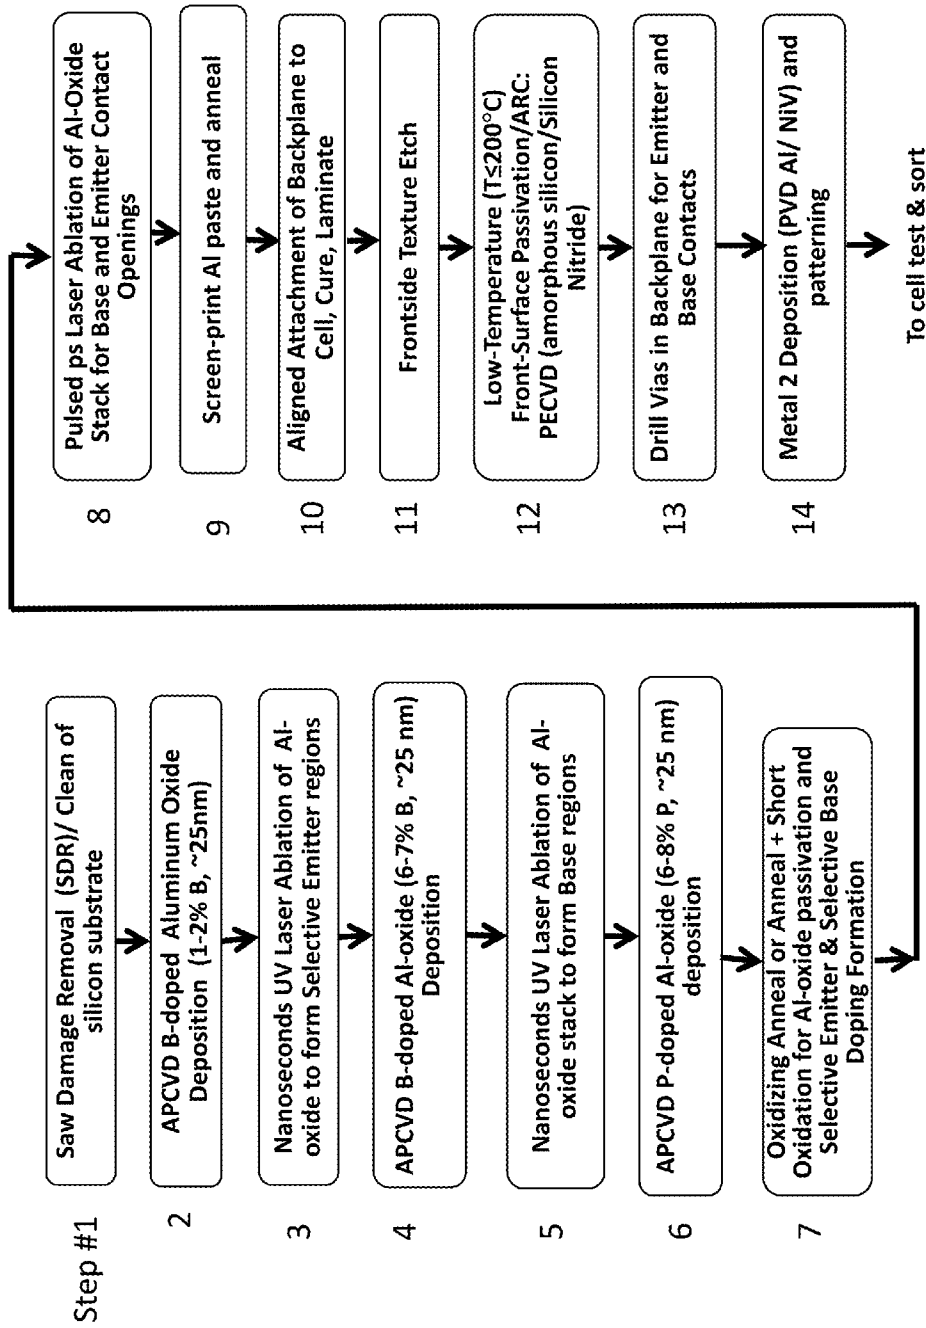 Step #1
Saw Damage Removal (SDR)/ Clean of
silicon substrate
2
APCVD B-doped Aluminum Oxide
Deposition (1-2% B, ~25nm)
3
Nanoseconds UV Laser Ablation of Al-
oxide to form Selective Emitter regions
4
APCVD B-doped Al-oxide (6-7% B, ~25 nm)
Deposition
5
Nanoseconds UV Laser Ablation of Al-
oxide stack to form Base regions
6
APCVD P-doped Al-oxide (6-8% P, ~25 nm)
deposition
7
Oxidizing Anneal or Anneal + Short
Oxidation for Al-oxide passivation and
Selective Emitter & Selective Base
Doping Formation
8
Pulsed ps Laser Ablation of Al-Oxide
Stack for Base and Emitter Contact
Openings
9
Screen-print Al paste and anneal
10
Aligned Attachment of Backplane to
Cell, Cure, Laminate
11
Frontside Texture Etch
12
Low-Temperature (T≤200°C)
Front-Surface Passivation/ARC:
PECVD (amorphous silicon/Silicon
Nitride)
13
Drill Vias in Backplane for Emitter and
Base Contacts
14
Metal 2 Deposition (PVD Al/ NiV) and
patterning
To cell test & sort